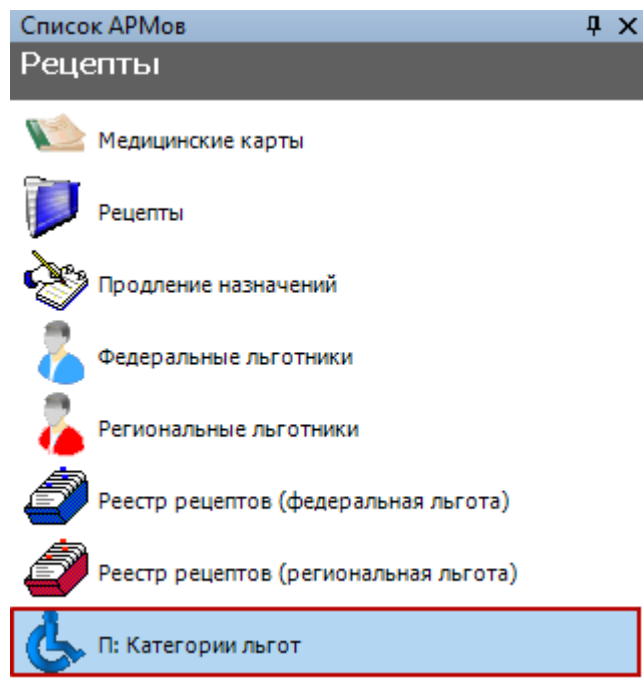 Список АРМов
Рецепты
Медицинские карты
Рецепты
Продление назначений
Федеральные льготники
Региональные льготники
Реестр рецептов (федеральная льгота)
Реестр рецептов (региональная льгота)
П: Категории льгот